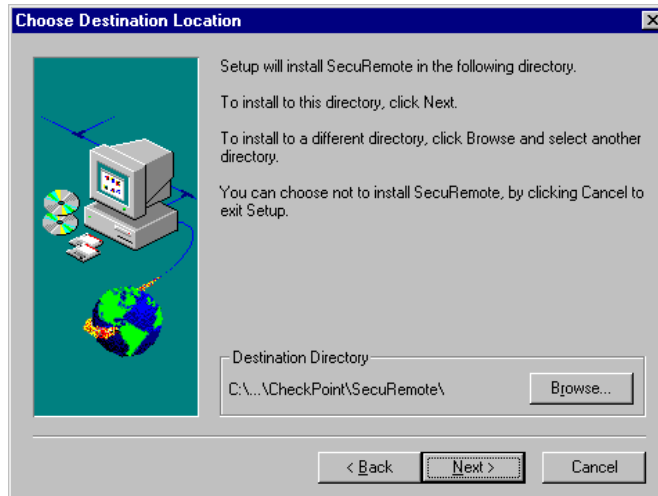 Choose Destination Location
Setup will install SecuRemote in the following directory.
To install to this directory, click Next.
To install to a different directory, click Browse and select another
directory.
You can choose not to install SecuRemote, by clicking Cancel to
exit Setup.
Destination Directory
C:\...\CheckPoint\SecuRemote\
Browse...
< Back
Next >
Cancel